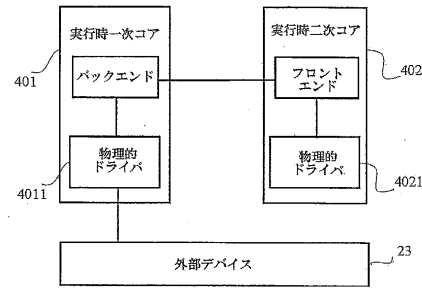 実行時一次コア
実行時二次コア
401
402
バックエンド
フロント
エンド
物理的
ドライバ
物理的
ドライバ
4011
4021
23
外部デバイス